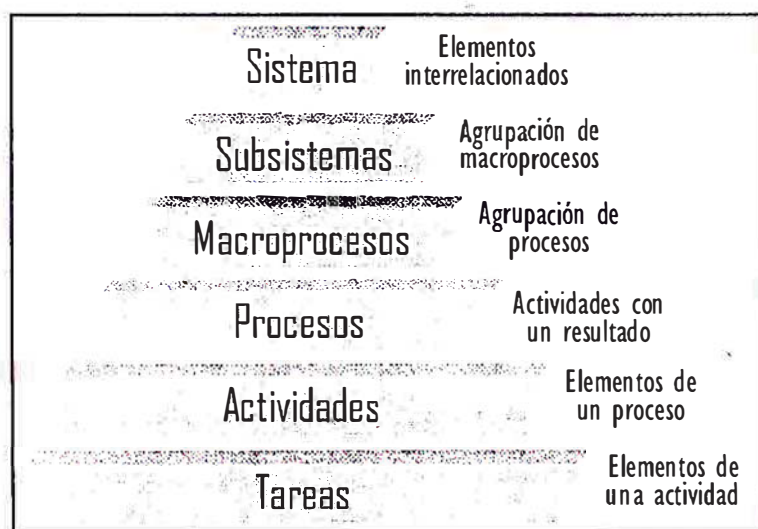 Sistema
Elementos
interrelacionados
Subsistemas
Agrupación de
macroprocesos
Macroprocesos
Agrupación de
procesos
Procesos
Actividades con
un resultado
Actividades
Elementos de
un proceso
Tareas
Elementos de
una actividad